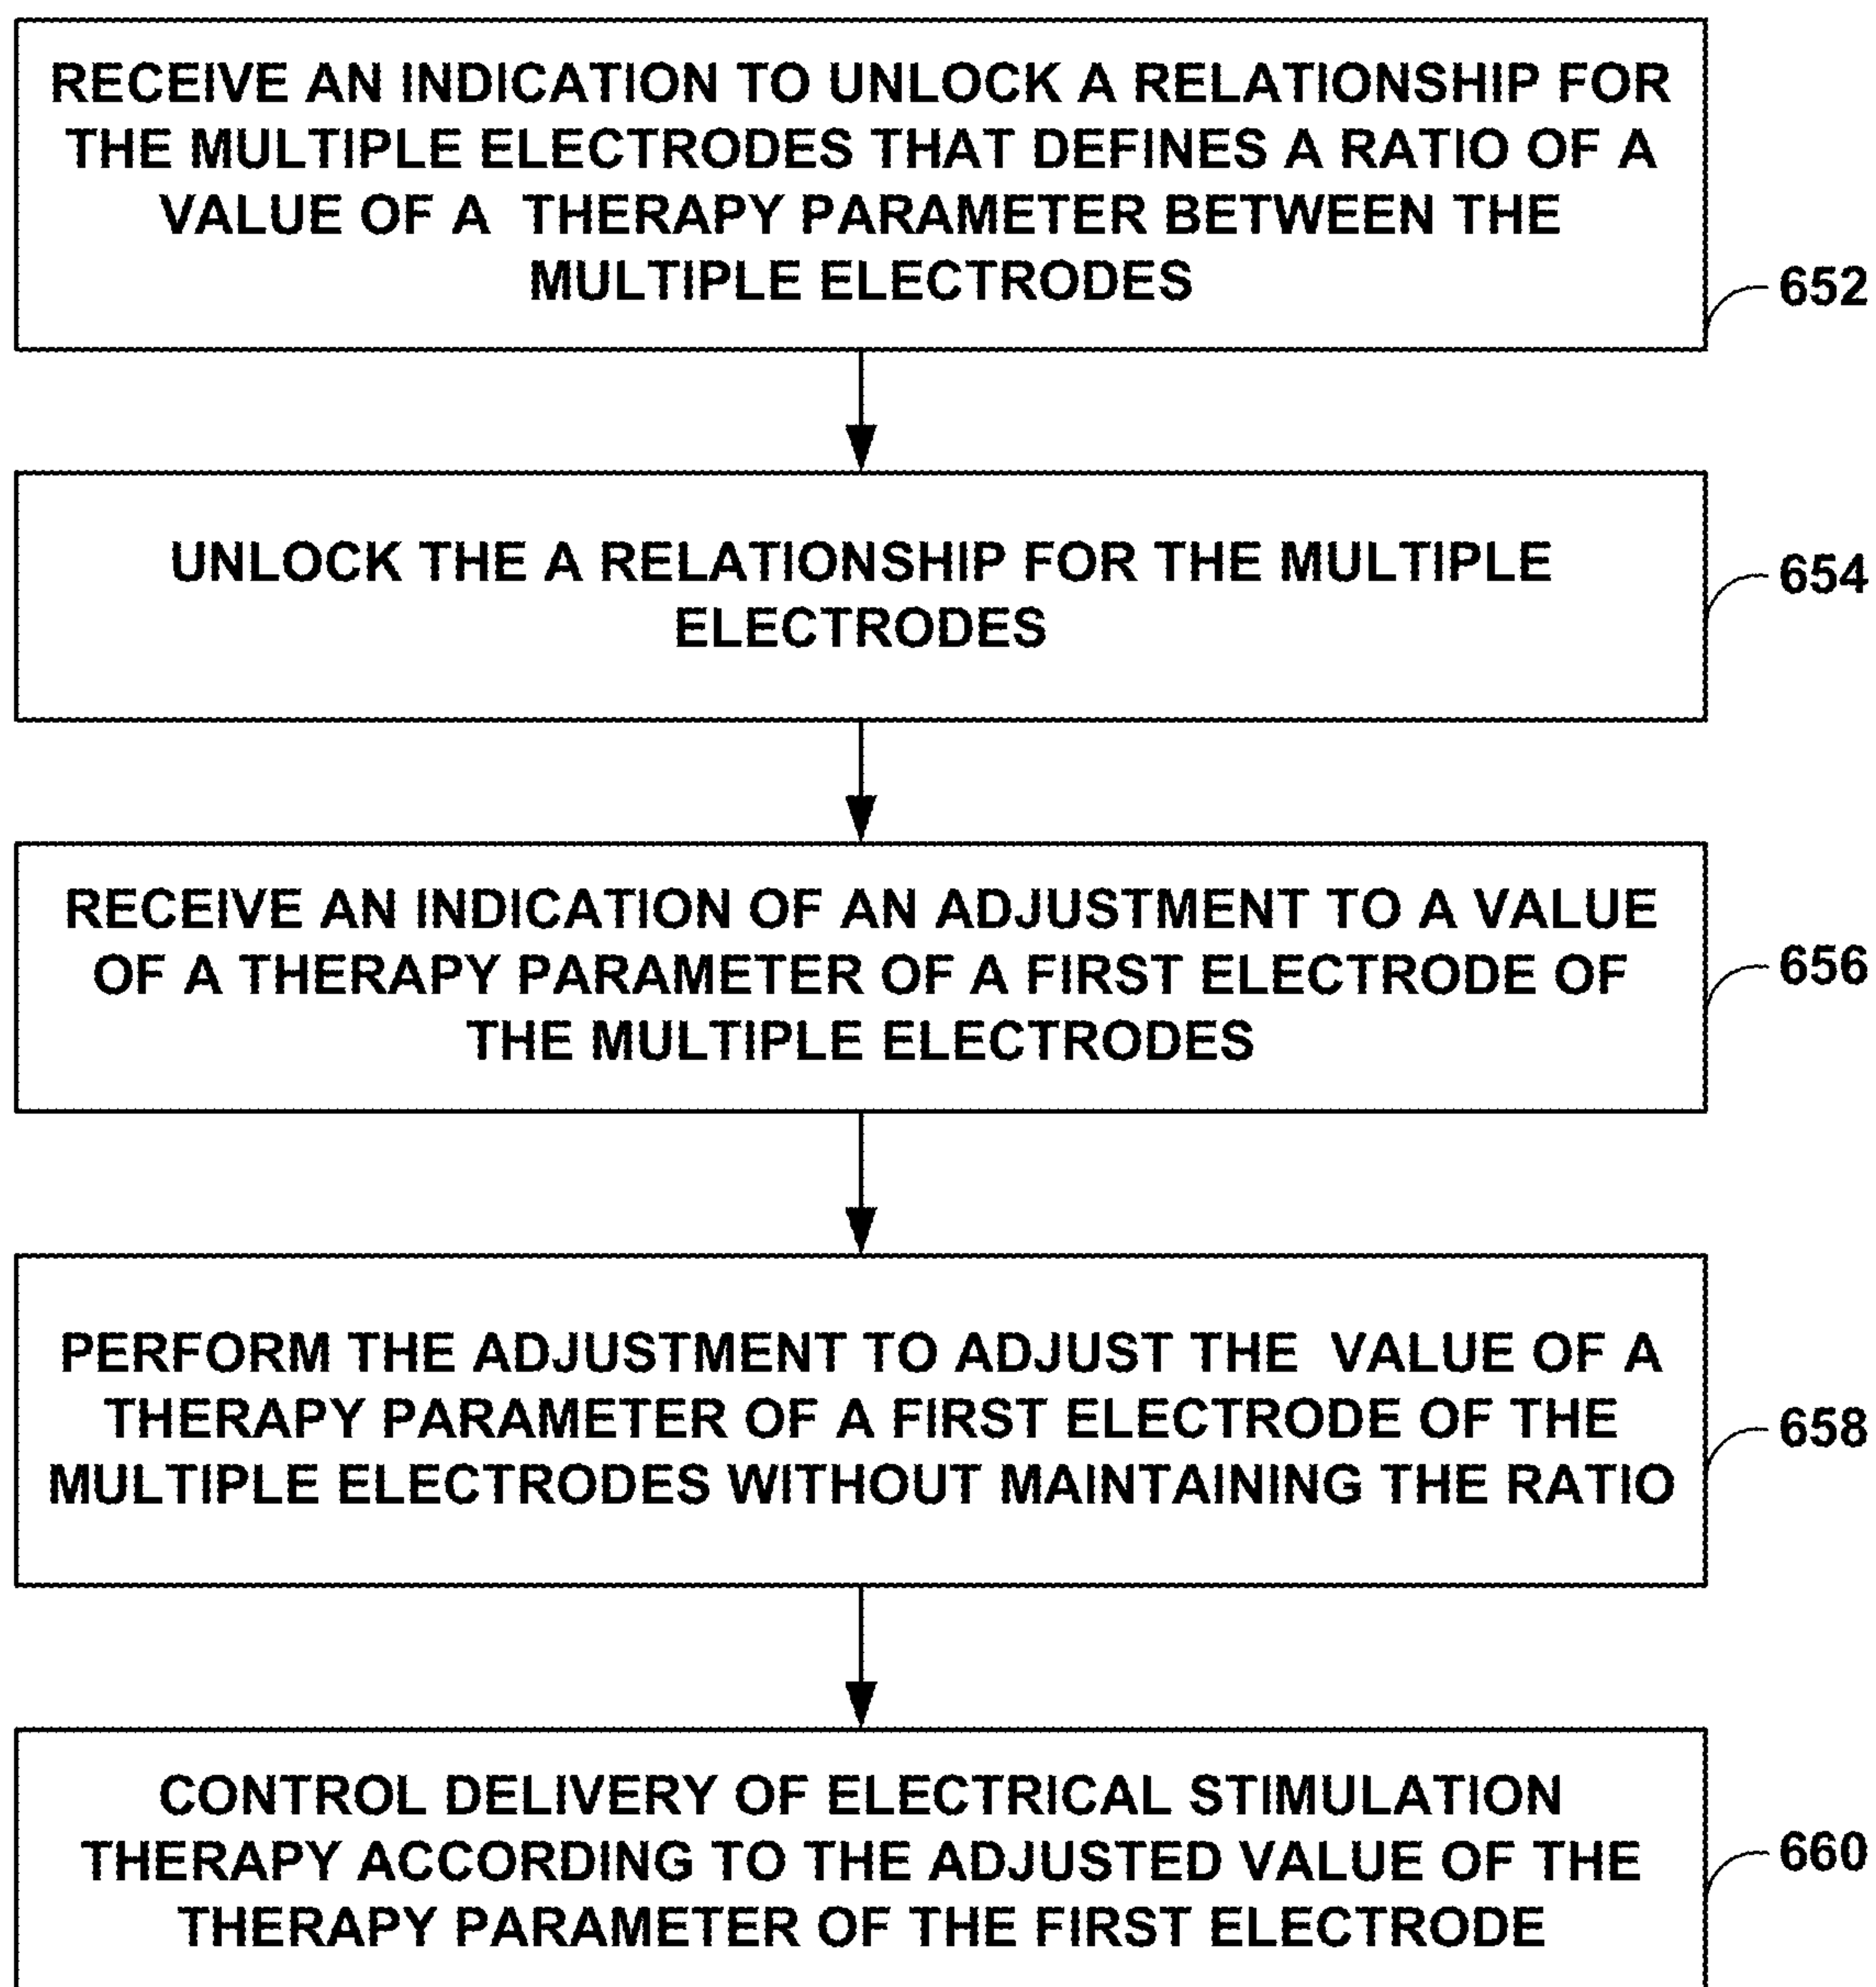 RECEIVE AN INDICATION TO UNLOCK A RELATIONSHIP FOR
THE MULTIPLE ELECTRODES THAT DEFINES A RATIO OF A
VALUE OF A THERAPY PARAMETER BETWEEN THE
MULTIPLE ELECTRODES
652
UNLOCK THE A RELATIONSHIP FOR THE MULTIPLE
ELECTRODES
654
RECEIVE AN INDICATION OF AN ADJUSTMENT TO A VALUE
OF A THERAPY PARAMETER OF A FIRST ELECTRODE OF
THE MULTIPLE ELECTRODES
656
PERFORM THE ADJUSTMENT TO ADJUST THE VALUE OF A
THERAPY PARAMETER OF A FIRST ELECTRODE OF THE
MULTIPLE ELECTRODES WITHOUT MAINTAINING THE RATIO
658
CONTROL DELIVERY OF ELECTRICAL STIMULATION
THERAPY ACCORDING TO THE ADJUSTED VALUE OF THE
THERAPY PARAMETER OF THE FIRST ELECTRODE
660